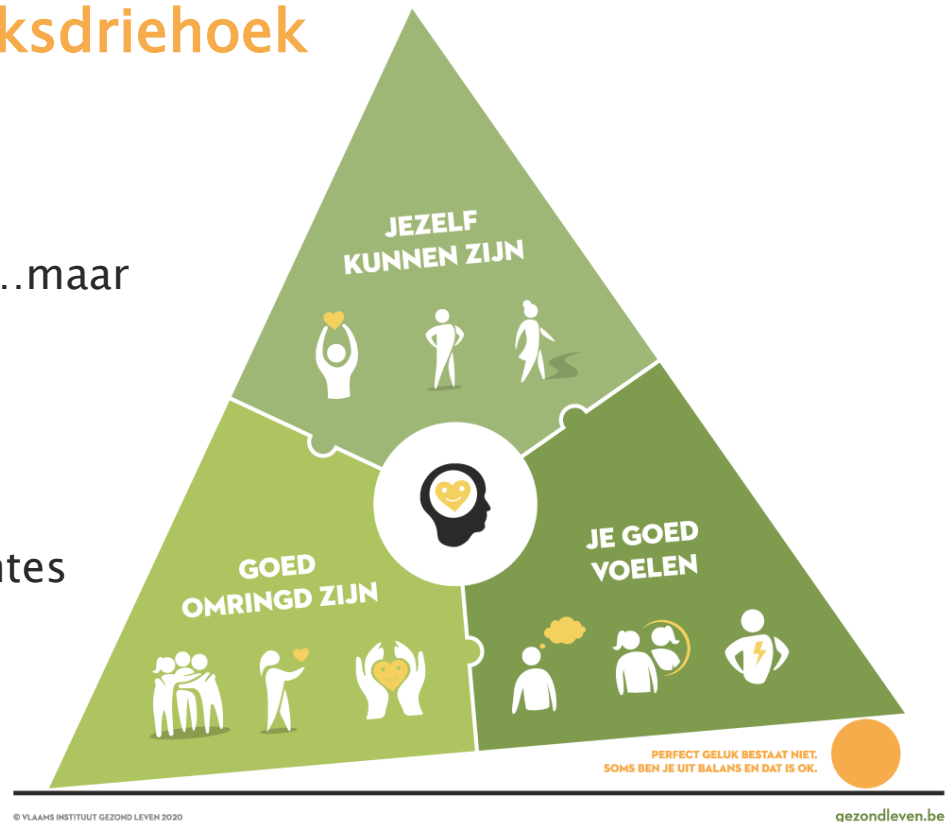 ksdriehoek
JEZELF
KUNNEN ZIJN
...maar
GOED
OMRINGD ZIJN
JE GOED
VOELEN
ntes
PERFECT GELUK BESTAAT NIET.
SOMS BEN JE UIT BALANS EN DAT IS OK.
© VLAAMS INSTITUUT GEZOND LEVEN 2020
gezondleven.be